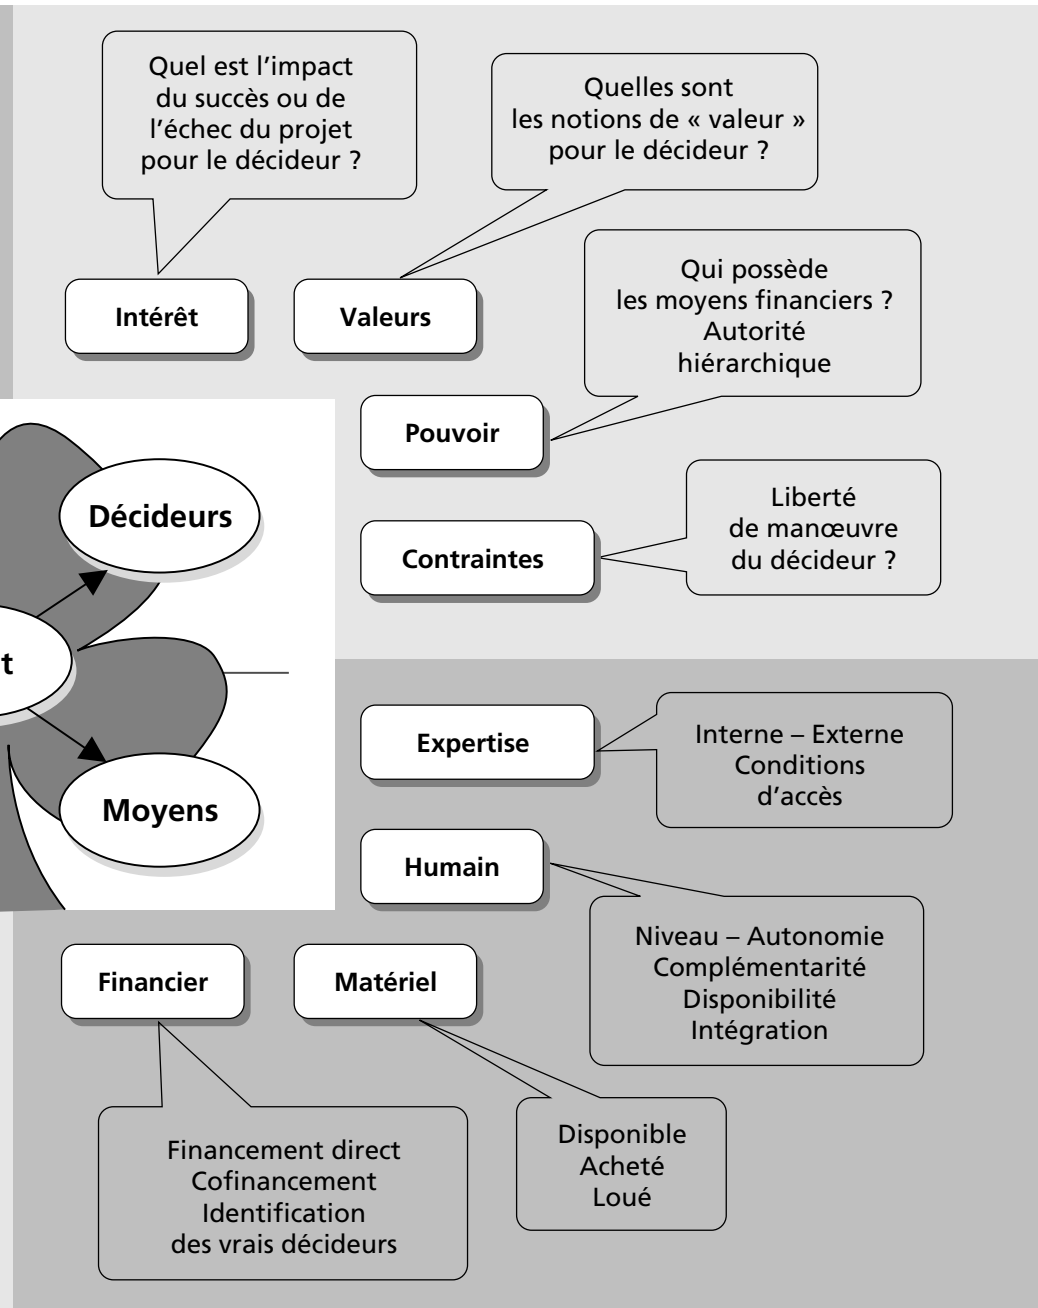 Quel est l’impact
du succès ou de
l’échec du projet
pour le décideur ?
Quelles sont
les notions de « valeur »
pour le décideur ?
Qui possède
les moyens financiers ?
Autorité
hiérarchique
Intérêt
Valeurs
Pouvoir
Décideurs
Liberté
de manœuvre
du décideur ?
Contraintes
t
Expertise
Interne – Externe
Conditions
d’accès
Moyens
Humain
Niveau – Autonomie
Complémentarité
Disponibilité
Intégration
Financier
Matériel
Financement direct
Cofinancement
Identification
des vrais décideurs
Disponible
Acheté
Loué